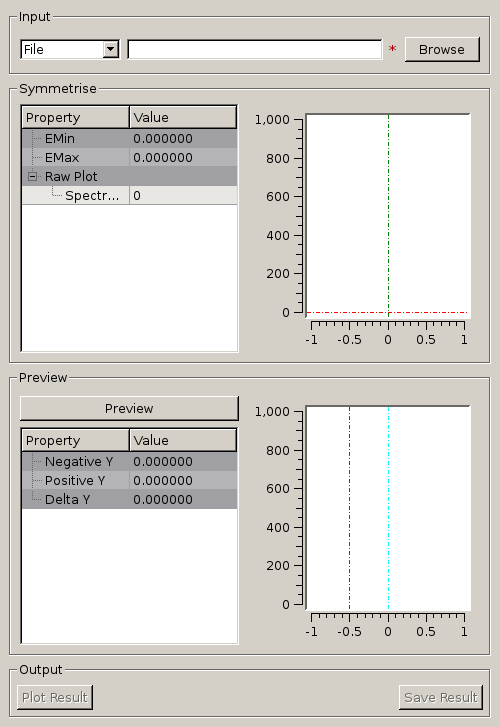 Input
File * Browse
Symmetrise
Property Value
EMin 0.000000
EMax 0.000000
Raw Plot
Spectr... 0
1,000
800
600
400
200
0
-1 -0.5 0 0.5 1
Preview
Preview
Property Value
Negative Y 0.000000
Positive Y 0.000000
Delta Y 0.000000
1,000
800
600
400
200
0
-1 -0.5 0 0.5 1
Output
Plot Result Save Result